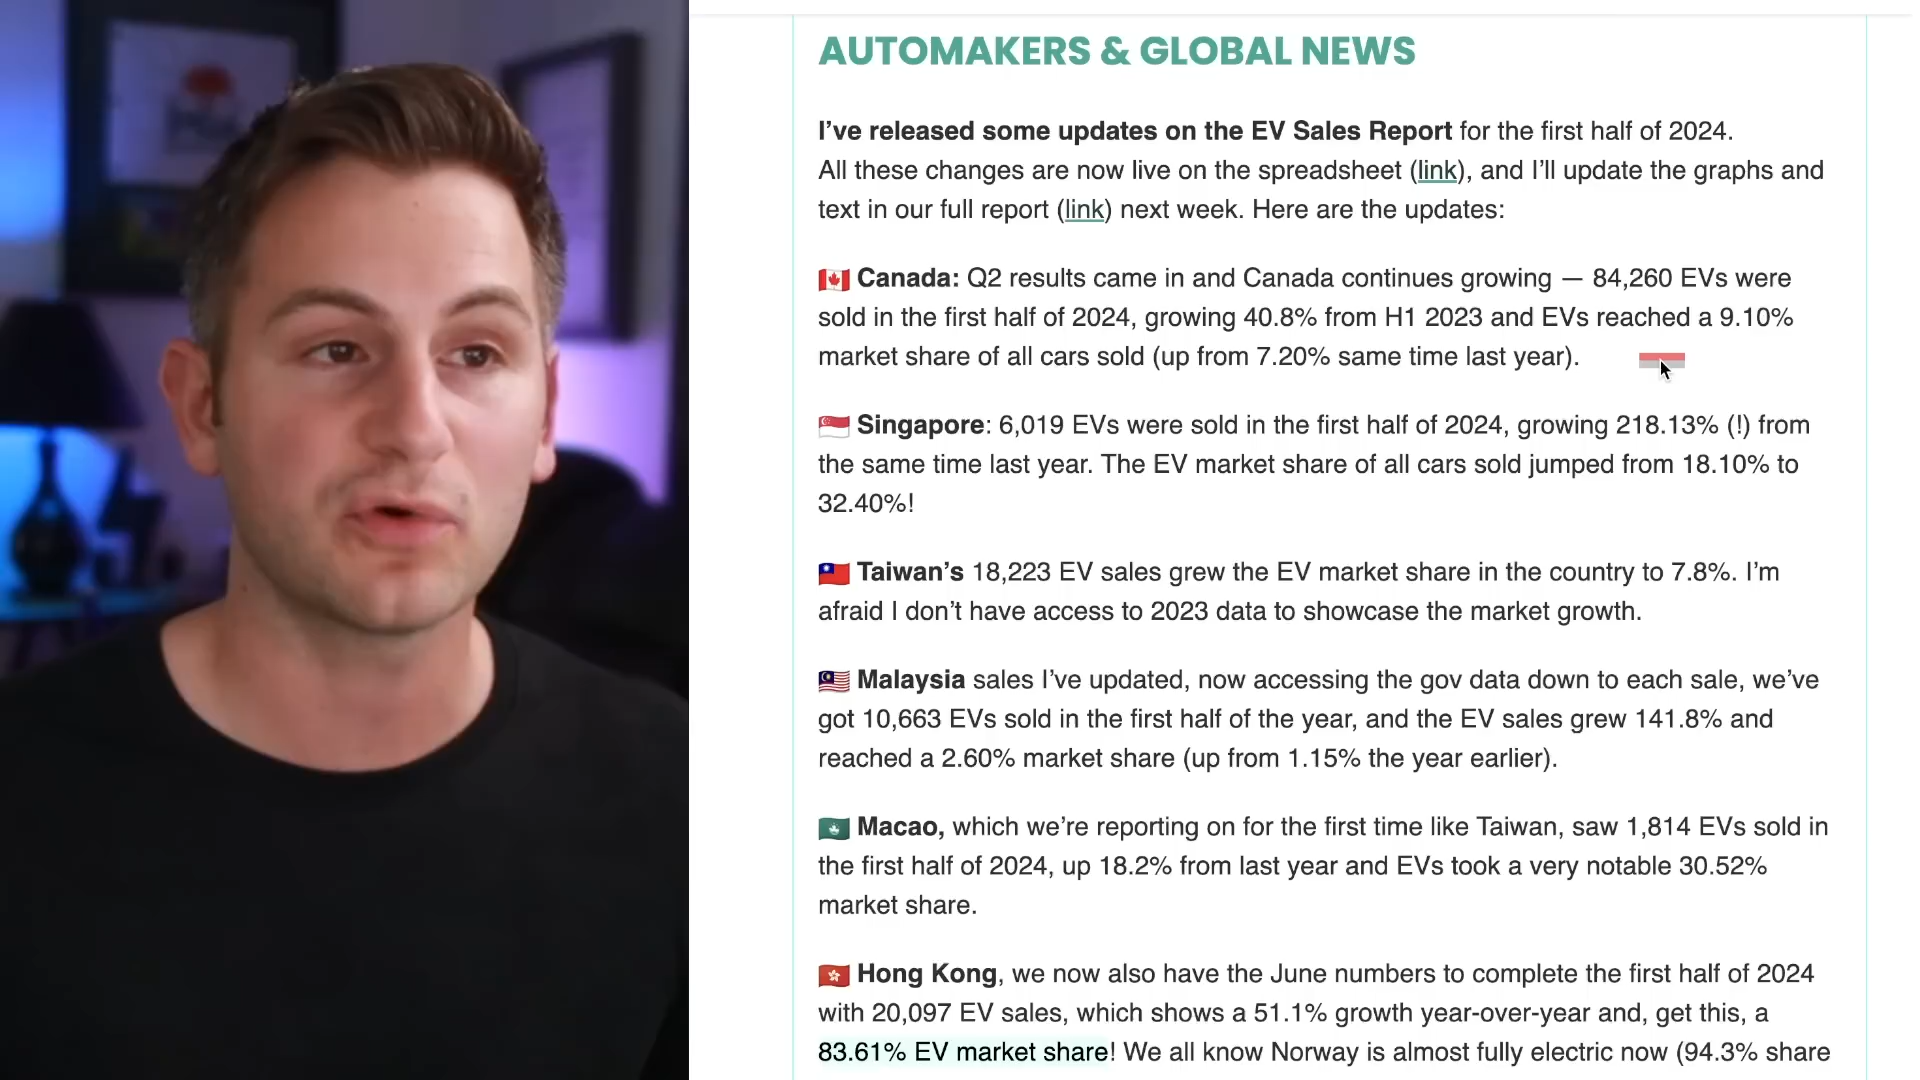 AUTOMAKERS & GLOBAL NEWS
I’ve released some updates on the EV Sales Report for the first half of 2024.
All these changes are now live on the spreadsheet (link), and I’ll update the graphs and
text in our full report (link) next week. Here are the updates:
Canada: Q2 results came in and Canada continues growing — 84,260 EVs were
sold in the first half of 2024, growing 40.8% from H1 2023 and EVs reached a 9.10%
market share of all cars sold (up from 7.20% same time last year).
Singapore: 6,019 EVs were sold in the first half of 2024, growing 218.13% (!) from
the same time last year. The EV market share of all cars sold jumped from 18.10% to
32.40%!
Taiwan’s 18,223 EV sales grew the EV market share in the country to 7.8%. I’m
afraid I don’t have access to 2023 data to showcase the market growth.
Malaysia sales I’ve updated, now accessing the gov data down to each sale, we’ve
got 10,663 EVs sold in the first half of the year, and the EV sales grew 141.8% and
reached a 2.60% market share (up from 1.15% the year earlier).
Macao, which we’re reporting on for the first time like Taiwan, saw 1,814 EVs sold in
the first half of 2024, up 18.2% from last year and EVs took a very notable 30.52%
market share.
Hong Kong, we now also have the June numbers to complete the first half of 2024
with 20,097 EV sales, which shows a 51.1% growth year-over-year and, get this, a
83.61% EV market share! We all know Norway is almost fully electric now (94.3% share